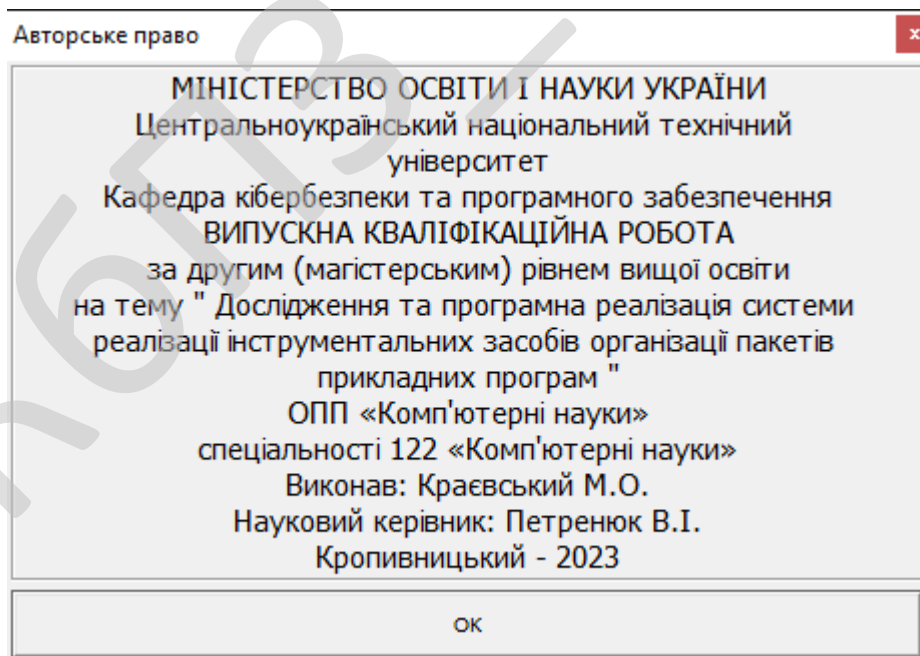 Авторське право
x
МІНІСТЕРСТВО ОСВІТИ І НАУКИ УКРАЇНИ
Центральноукраїнський національний технічний
університет
Кафедра кібербезпеки та програмного забезпечення
ВИПУСКНА КВАЛІФІКАЦІЙНА РОБОТА
за другим (магістерським) рівнем вищої освіти
на тему " Дослідження та програмна реалізація системи
реалізації інструментальних засобів організації пакетів
прикладних програм "
ОПП «Комп'ютерні науки»
спеціальності 122 «Комп'ютерні науки»
Виконав: Краєвський М.О.
Науковий керівник: Петренюк В.І.
Кропивницький - 2023
ОК